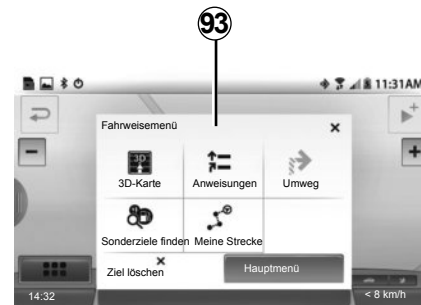 93
11:31AM
Fahrweisemenü
3D
3D-Karte Anweisungen Umweg
Sonderziele finden Meine Strecke
Ziel löschen Hauptmenü
14:32 < 8 km/h